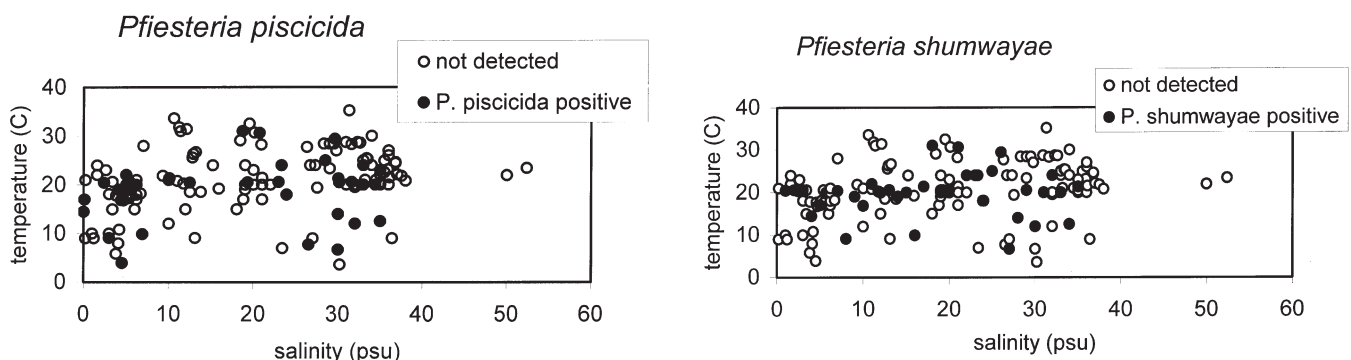 Pfiesteria piscicida
not detected
P. piscicida positive
temperature (C)
40
30
20
10
0
0 10 20 30 40 50 60
salinity (psu)
Pfiesteria shumwayae
not detected
P. shumwayae positive
temperature (C)
40
30
20
10
0
0 10 20 30 40 50 60
salinity (psu)